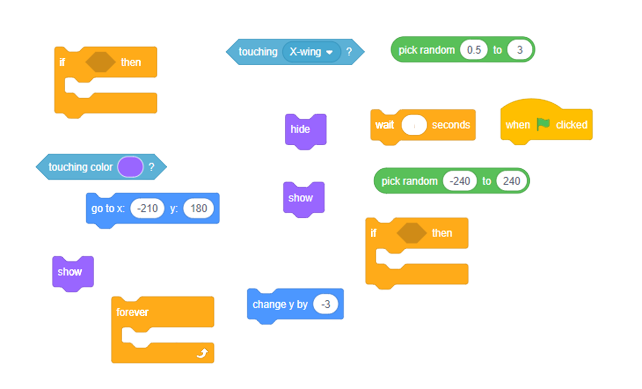 touching X-wing ?
pick random 0.5 to 3
if then
hide
wait seconds
when clicked
touching color ?
pick random -240 to 240
show
go to x: -210 y: 180
if then
show
change y by -3
forever